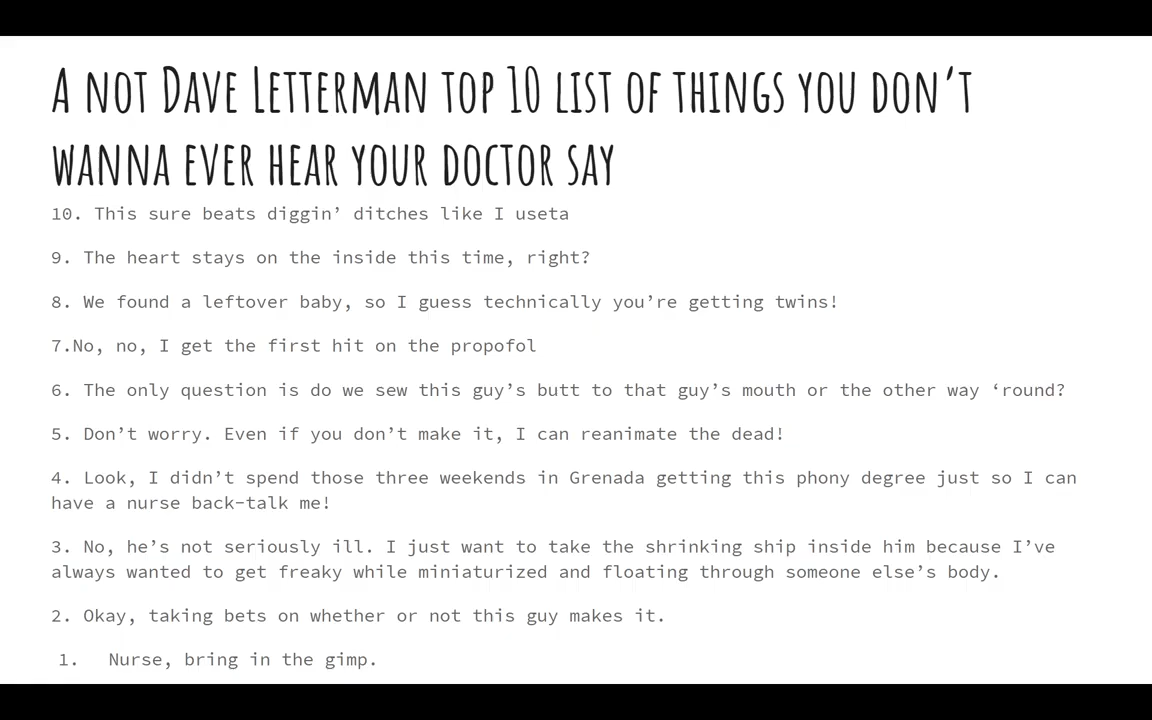 A not Dave Letterman top 10 list of things you don’t
wanna ever hear your doctor say
10. This sure beats diggin’ ditches like I useta
9. The heart stays on the inside this time, right?
8. We found a leftover baby, so I guess technically you’re getting twins!
7.No, no, I get the first hit on the propofol
6. The only question is do we sew this guy’s butt to that guy’s mouth or the other way ‘round?
5. Don’t worry. Even if you don’t make it, I can reanimate the dead!
4. Look, I didn’t spend those three weekends in Grenada getting this phony degree just so I can
have a nurse back-talk me!
3. No, he’s not seriously ill. I just want to take the shrinking ship inside him because I’ve
always wanted to get freaky while miniaturized and floating through someone else’s body.
2. Okay, taking bets on whether or not this guy makes it.
1. Nurse, bring in the gimp.